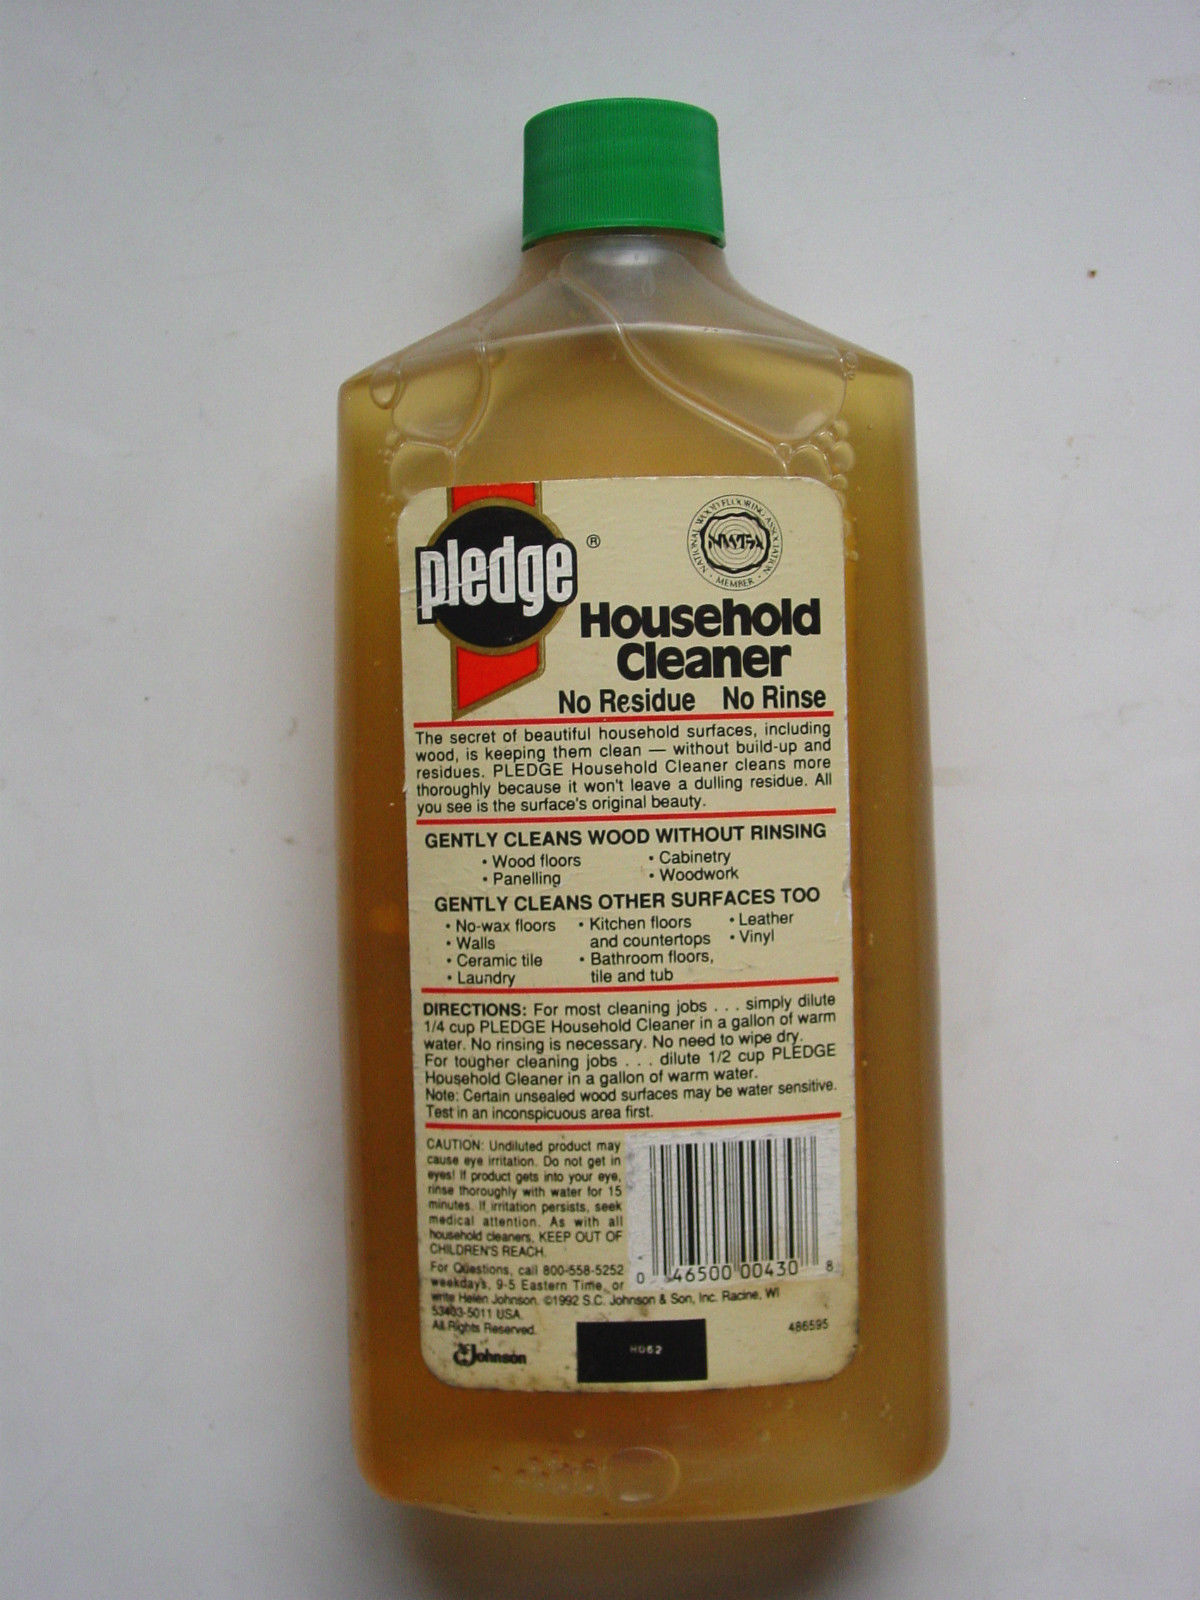 pledge®
NATIONAL WOOD FLOORING ASSOCIATION
NWFA
· MEMBER ·
Household
Cleaner
No Residue No Rinse
The secret of beautiful household surfaces, including
wood, is keeping them clean — without build-up and
residues. PLEDGE Household Cleaner cleans more
thoroughly because it won't leave a dulling residue. All
you see is the surface's original beauty.
GENTLY CLEANS WOOD WITHOUT RINSING
• Wood floors • Cabinetry
• Panelling • Woodwork
GENTLY CLEANS OTHER SURFACES TOO
• No-wax floors • Kitchen floors • Leather
• Walls and countertops • Vinyl
• Ceramic tile • Bathroom floors,
• Laundry tile and tub
DIRECTIONS: For most cleaning jobs . . . simply dilute
1/4 cup PLEDGE Household Cleaner in a gallon of warm
water. No rinsing is necessary. No need to wipe dry.
For tougher cleaning jobs . . . dilute 1/2 cup PLEDGE
Household Cleaner in a gallon of warm water.
Note: Certain unsealed wood surfaces may be water sensitive.
Test in an inconspicuous area first.
CAUTION: Undiluted product may
cause eye irritation. Do not get in
eyes! If product gets into your eye,
rinse thoroughly with water for 15
minutes. If irritation persists, seek
medical attention. As with all
household cleaners, KEEP OUT OF
CHILDREN'S REACH.
For Questions, call 800-558-5252
weekdays, 9-5 Eastern Time, or
write Helen Johnson. ©1992 S.C. Johnson & Son, Inc. Racine, WI
53403-5011 USA.
All Rights Reserved.
0 46500 00430 8
486595
Johnson
H062